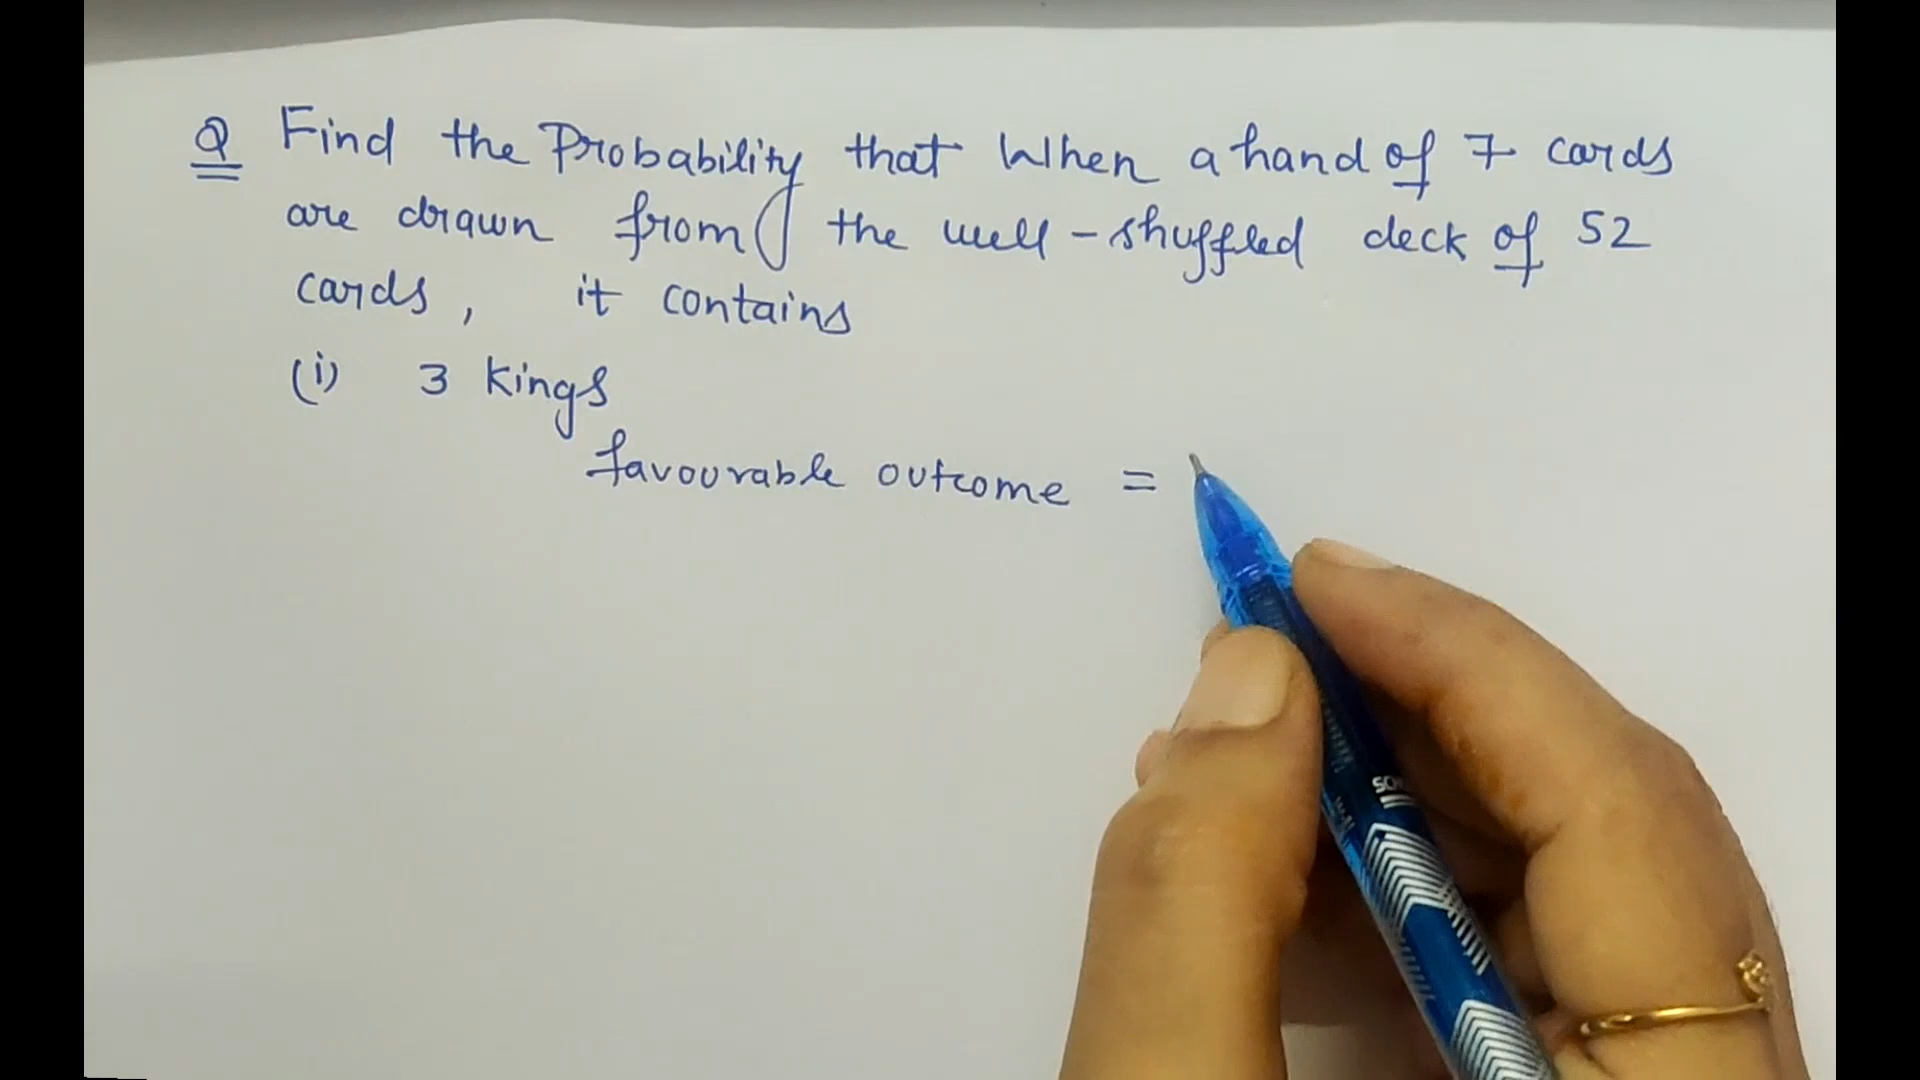 Q Find the Probability that When a hand of 7 cards
are drawn from the well-shuffled deck of 52
cards, it contains
(i) 3 kings
favourable outcome =